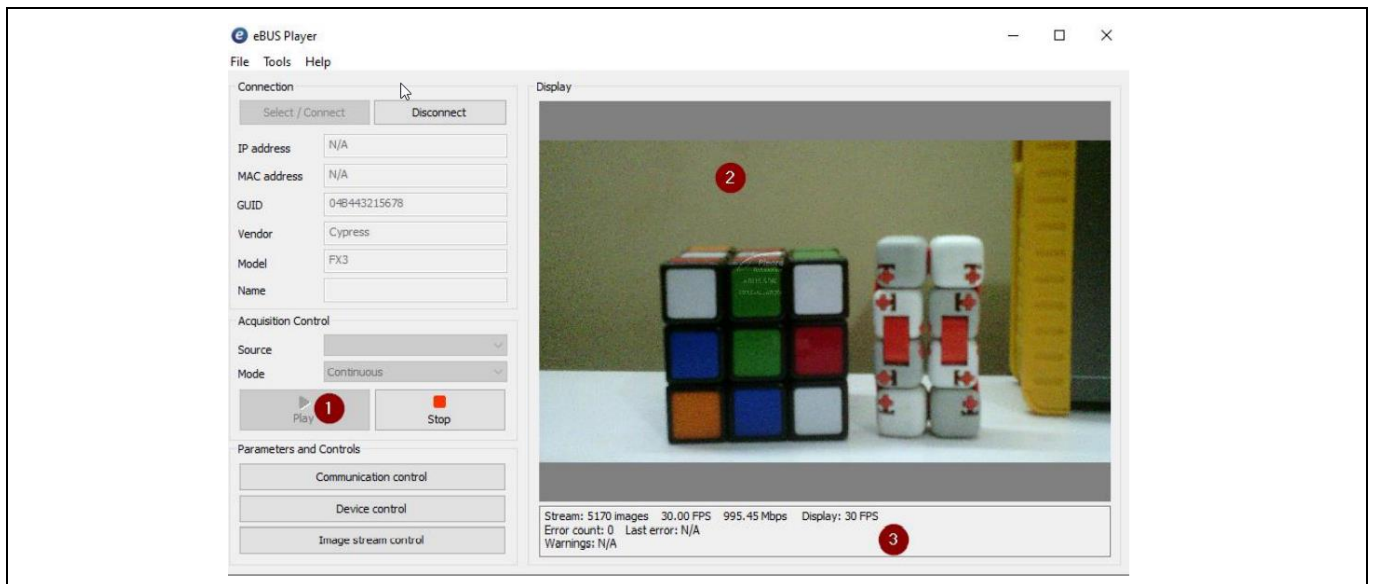 eBUS Player
File Tools Help
Connection
Select / Connect Disconnect
IP address N/A
MAC address N/A
GUID 04B443215678
Vendor Cypress
Model FX3
Name
Acquisition Control
Source
Mode Continuous
Play 1 Stop
Parameters and Controls
Communication control
Device control
Image stream control
Display
2
Stream: 5170 images 30.00 FPS 995.45 Mbps Display: 30 FPS
Error count: 0 Last error: N/A
Warnings: N/A
3